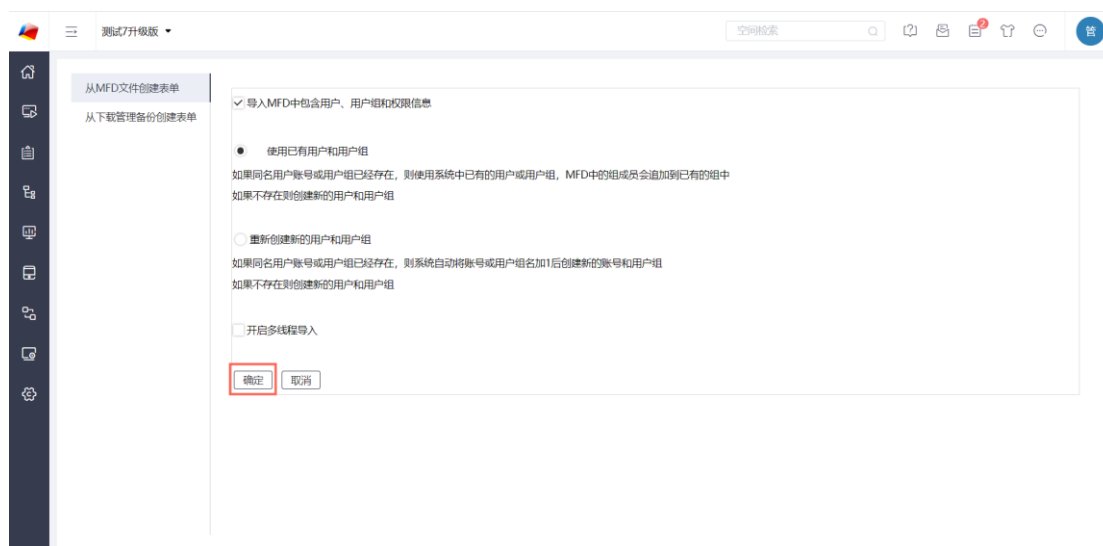 测试7升级版
空间检索
2
管
从MFD文件创建表单
从下载管理备份创建表单
导入MFD中包含用户、用户组和权限信息
使用已有用户和用户组
如果同名用户账号或用户组已经存在，则使用系统中已有的用户或用户组，MFD中的组成员会追加到已有的组中
如果不存在则创建新的用户和用户组
重新创建新的用户和用户组
如果同名用户账号或用户组已经存在，则系统自动将账号或用户组名加1后创建新的账号和用户组
如果不存在则创建新的用户和用户组
开启多线程导入
确定 取消